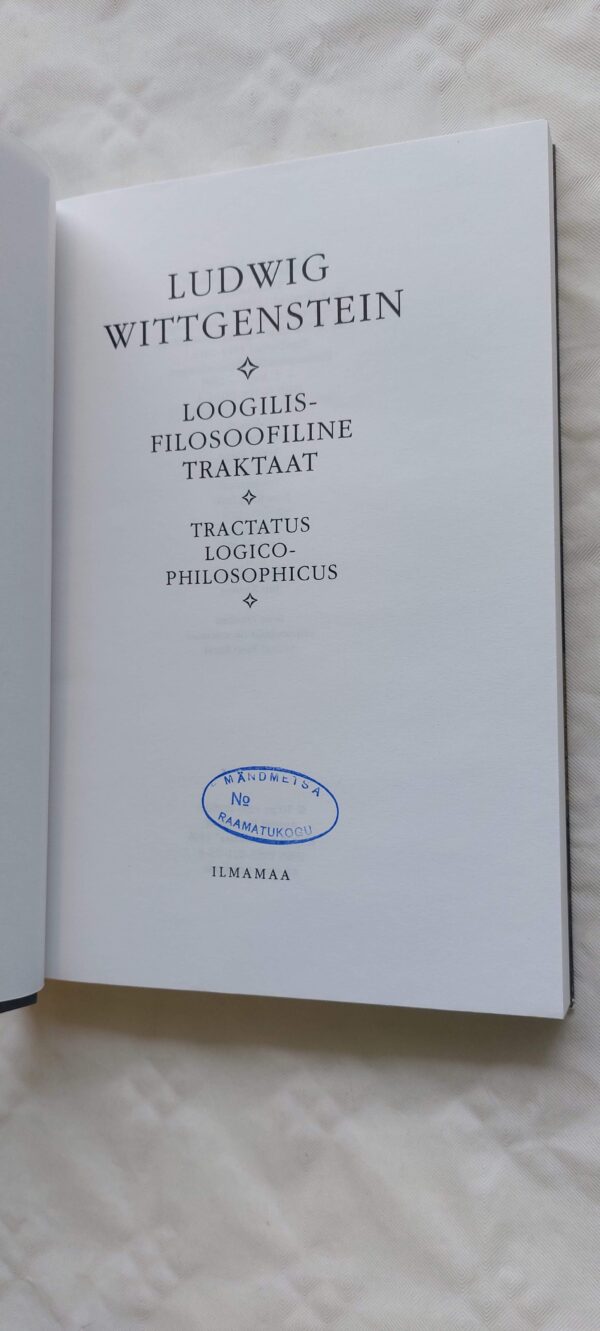 LUDWIG
WITTGENSTEIN
LOOGILIS-
FILOSOOFILINE
TRAKTAAT
TRACTATUS
LOGICO-
PHILOSOPHICUS
MÄNDMETSA
No
RAAMATUKOGU
ILMAMAA